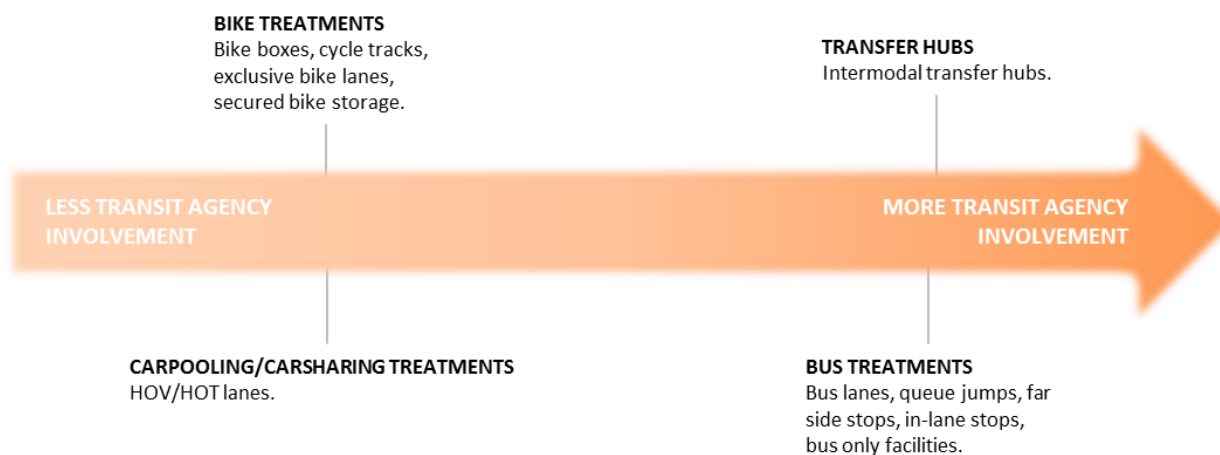 BIKE TREATMENTS
Bike boxes, cycle tracks,
exclusive bike lanes,
secured bike storage.
TRANSFER HUBS
Intermodal transfer hubs.
LESS TRANSIT AGENCY
INVOLVEMENT
MORE TRANSIT AGENCY
INVOLVEMENT
CARPOOLING/CARSHARING TREATMENTS
HOV/HOT lanes.
BUS TREATMENTS
Bus lanes, queue jumps, far
side stops, in-lane stops,
bus only facilities.